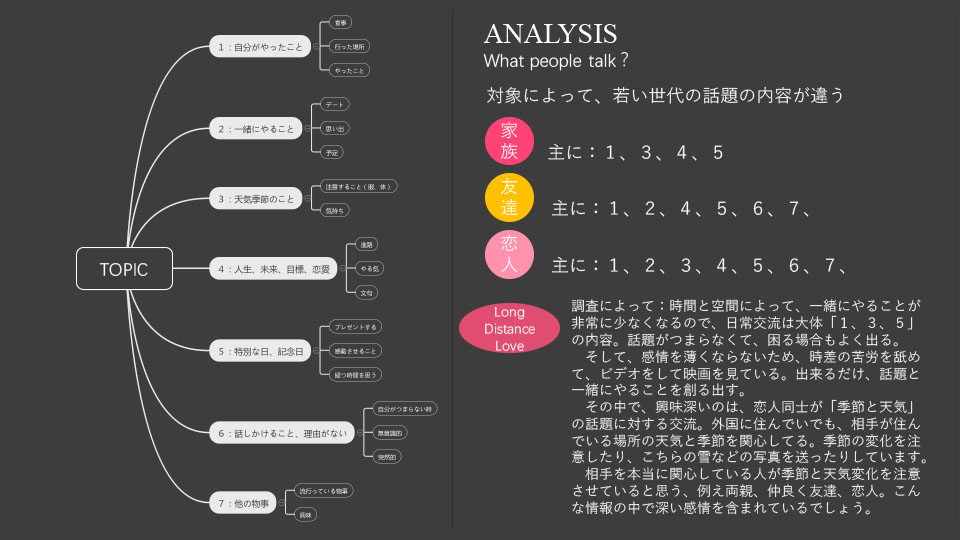 TOPIC
1：自分がやったこと
食事
行った場所
やったこと
2：一緒にやること
デート
思い出
予定
3：天気季節のこと
注意すること（服、体）
気持ち
4：人生、未来、目標、恋愛
進路
やる気
文句
5：特別な日、記念日
プレゼントする
感動させること
経つ時間を思う
6：話しかけること、理由がない
自分がつまらない時
無意識的
突然的
7：他の物事
流行っている物事
興味
ANALYSIS
What people talk？
対象によって、若い世代の話題の内容が違う
家族
主に：１、３、４、５
友達
主に：１、２、４、５、６、７、
恋人
主に：１、２、３、４、５、６、７、
Long
Distance
Love
調査によって：時間と空間によって、一緒にやることが
非常に少なくなるので、日常交流は大体「１、３、５」
の内容。話題がつまらなくて、困る場合もよく出る。
そして、感情を薄くならないため、時差の苦労を舐め
て、ビデオをして映画を見ている。出来るだけ、話題と
一緒にやることを創る出す。
その中で、興味深いのは、恋人同士が「季節と天気」
の話題に対する交流。外国に住んでいでも、相手が住ん
でいる場所の天気と季節を関心してる。季節の変化を注
意したり、こちらの雪などの写真を送ったりしています。
相手を本当に関心している人が季節と天気変化を注意
させていると思う、例え両親、仲良く友達、恋人。こん
な情報の中で深い感情を含まれているでしょう。